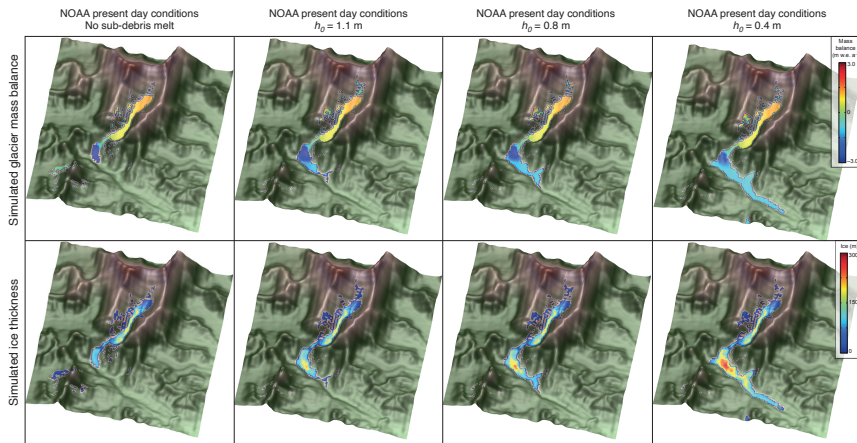 NOAA present day conditions
No sub-debris melt
NOAA present day conditions
h₀ = 1.1 m
NOAA present day conditions
h₀ = 0.8 m
NOAA present day conditions
h₀ = 0.4 m
Simulated glacier mass balance
Mass
balance
(m w.e. a
3.0
−3.0
Simulated ice thickness
Ice (m)
300
150
0